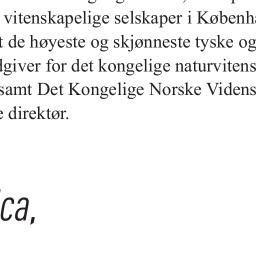 vitenskapelige selskaper i Københ
t de høyeste og skjønneste tyske og
dgiver for det kongelige naturvitens
samt Det Kongelige Norske Videns
e direktør.
ca,